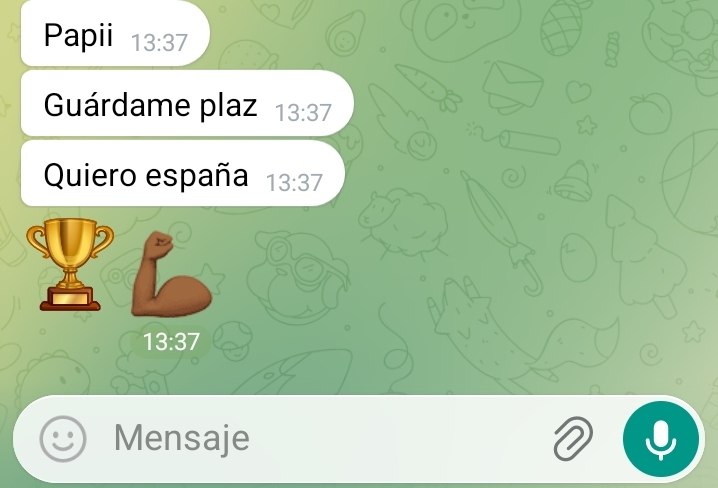 Papii 13:37
Guárdame plaz 13:37
Quiero españa 13:37
🏆💪🏾
13:37
Mensaje